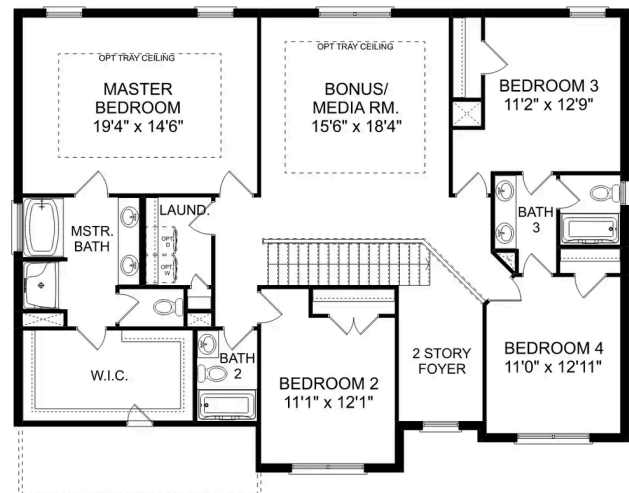 OPT TRAY CEILING
MASTER
BEDROOM
19'4" x 14'6"
OPT TRAY CEILING
BONUS/
MEDIA RM.
15'6" x 18'4"
BEDROOM 3
11'2" x 12'9"
LAUND.
OPT
D
OPT
W
MSTR.
BATH
BATH
3
W.I.C.
BATH
2
BEDROOM 2
11'1" x 12'1"
2 STORY
FOYER
BEDROOM 4
11'0" x 12'11"